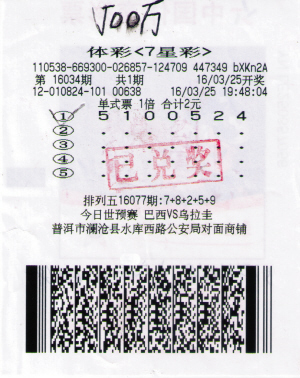 500万
体彩<7星彩>
110538-669300-026857-124709 447349 bXKn2A
第 16034期 共1期 16/03/25开奖
12-010824-101 00638 16/03/25 19:48:04
单式票 1倍 合计2元
① 5 1 0 0 5 2 4
② . . . . . . .
③ . . . . . . .
④ . . . . . . .
⑤ . . . . . . .
已兑奖
排列五16077期:7+8+2+5+9
今日世预赛 巴西VS乌拉圭
普洱市澜沧县水库西路公安局对面商铺